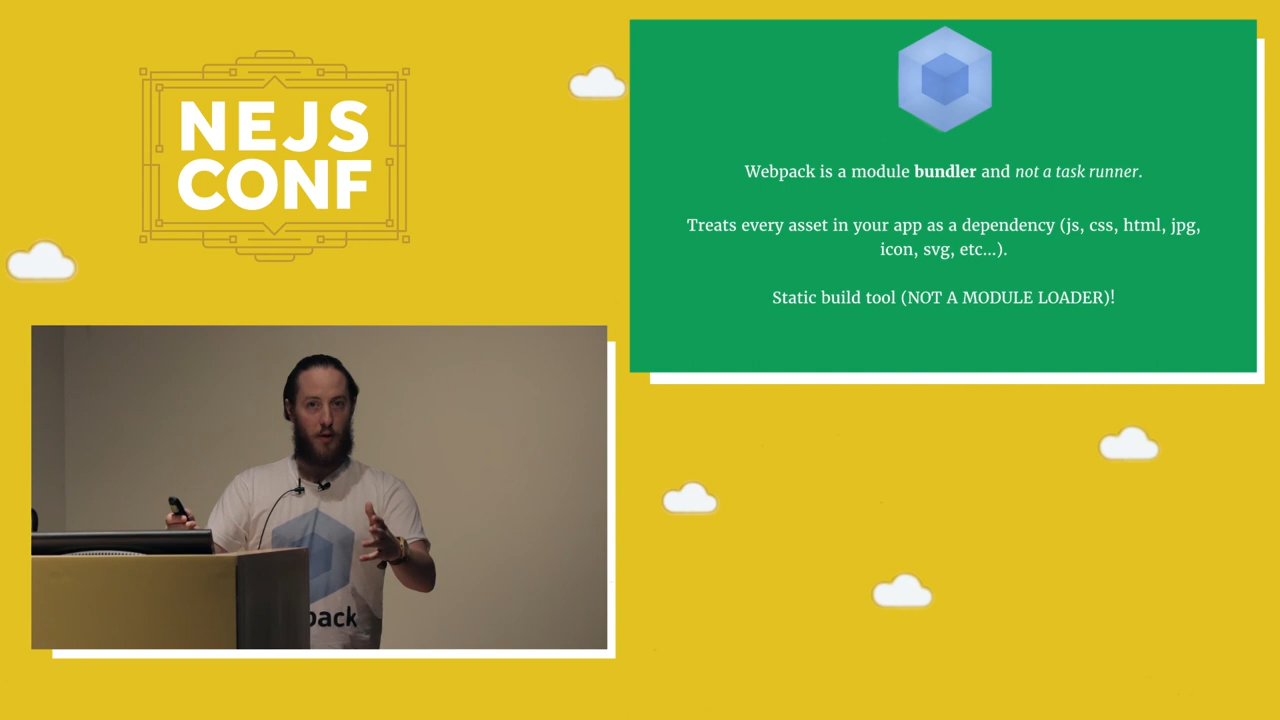 NEJS
CONF
Webpack is a module bundler and not a task runner.
Treats every asset in your app as a dependency (js, css, html, jpg,
icon, svg, etc...).
Static build tool (NOT A MODULE LOADER)!
pack